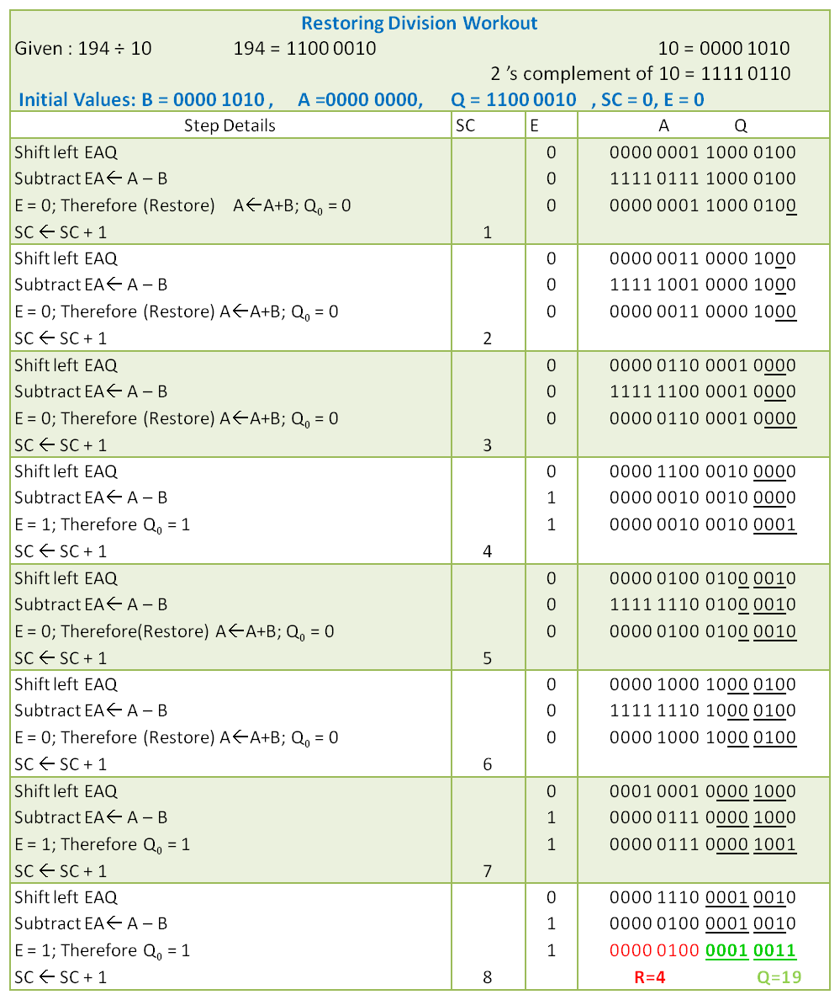 Restoring Division Workout
Given : 194 ÷ 10 194 = 1100 0010 10 = 0000 1010
2 ’s complement of 10 = 1111 0110
Initial Values: B = 0000 1010 , A =0000 0000, Q = 1100 0010 , SC = 0, E = 0
Step Details SC E A Q
Shift left EAQ 0 0000 0001 1000 0100
Subtract EA← A – B 0 1111 0111 1000 0100
E = 0; Therefore (Restore) A←A+B; Q₀ = 0 0 0000 0001 1000 0100
SC ← SC + 1 1
Shift left EAQ 0 0000 0011 0000 1000
Subtract EA← A – B 0 1111 1001 0000 1000
E = 0; Therefore (Restore) A←A+B; Q₀ = 0 0 0000 0011 0000 1000
SC ← SC + 1 2
Shift left EAQ 0 0000 0110 0001 0000
Subtract EA← A – B 0 1111 1100 0001 0000
E = 0; Therefore (Restore) A←A+B; Q₀ = 0 0 0000 0110 0001 0000
SC ← SC + 1 3
Shift left EAQ 0 0000 1100 0010 0000
Subtract EA← A – B 1 0000 0010 0010 0000
E = 1; Therefore Q₀ = 1 1 0000 0010 0010 0001
SC ← SC + 1 4
Shift left EAQ 0 0000 0100 0100 0010
Subtract EA← A – B 0 1111 1110 0100 0010
E = 0; Therefore(Restore) A←A+B; Q₀ = 0 0 0000 0100 0100 0010
SC ← SC + 1 5
Shift left EAQ 0 0000 1000 1000 0100
Subtract EA← A – B 0 1111 1110 1000 0100
E = 0; Therefore (Restore) A←A+B; Q₀ = 0 0 0000 1000 1000 0100
SC ← SC + 1 6
Shift left EAQ 0 0001 0001 0000 1000
Subtract EA← A – B 1 0000 0111 0000 1000
E = 1; Therefore Q₀ = 1 1 0000 0111 0000 1001
SC ← SC + 1 7
Shift left EAQ 0 0000 1110 0001 0010
Subtract EA← A – B 1 0000 0100 0001 0010
E = 1; Therefore Q₀ = 1 1 0000 0100 0001 0011
SC ← SC + 1 8 R=4 Q=19